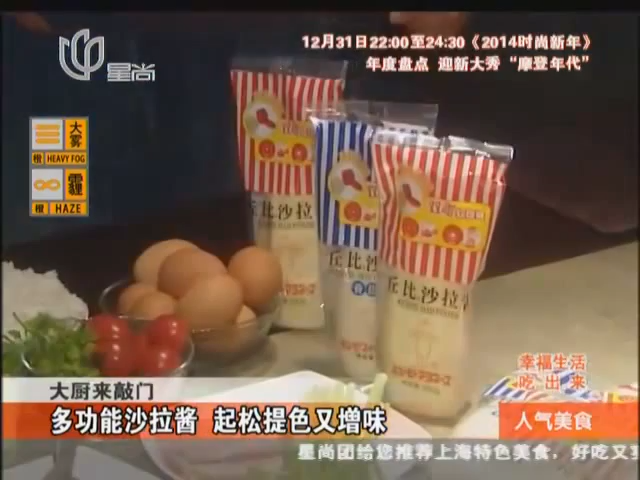 星尚
12月31日22:00至24:30《2014时尚新年》
年度盘点 迎新大秀“摩登年代”
大雾
橙 HEAVY FOG
霾
橙 HAZE
丘比沙拉
丘比沙拉
丘比沙拉酱
幸福生活
吃出来
大厨来敲门
多功能沙拉酱 起松提色又增味
人气美食
星尚团给您推荐上海特色美食，好吃又实